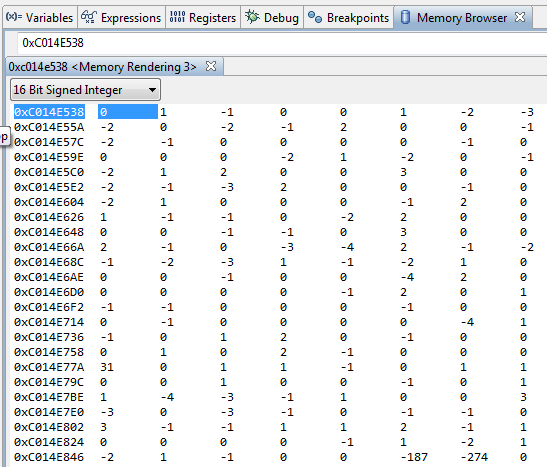 Variables Expressions Registers Debug Breakpoints Memory Browser
0xC014E538
0xc014e538 <Memory Rendering 3>
16 Bit Signed Integer
0xC014E538 0 1 -1 0 0 1 -2 -3
0xC014E55A -2 0 -2 -1 2 0 0 -1
0xC014E57C -2 -1 0 0 0 0 -1 0
0xC014E59E 0 0 0 -2 1 -2 0 -1
0xC014E5C0 -2 1 2 0 0 3 0 0
0xC014E5E2 -2 -1 -3 2 0 0 -1 0
0xC014E604 -2 1 0 0 0 -1 2 0
0xC014E626 1 -1 -1 0 -2 2 0 0
0xC014E648 0 0 -1 -1 0 3 0 0
0xC014E66A 2 -1 0 -3 -4 2 -1 -2
0xC014E68C -1 -2 -3 1 -1 -2 1 0
0xC014E6AE 0 0 -1 0 0 -4 2 0
0xC014E6D0 0 0 0 0 -1 2 0 1
0xC014E6F2 -1 -1 0 0 0 -1 0 0
0xC014E714 0 -1 0 0 0 0 -4 1
0xC014E736 -1 0 1 2 0 -1 0 0
0xC014E758 0 1 0 2 -1 0 0 0
0xC014E77A 31 0 1 1 -1 0 1 1
0xC014E79C 0 0 1 0 0 -1 0 1
0xC014E7BE 1 -4 -3 -1 1 0 0 3
0xC014E7E0 -3 0 -3 -1 0 -1 -1 0
0xC014E802 3 -1 -1 1 1 2 -1 1
0xC014E824 0 0 0 0 -1 1 -2 1
0xC014E846 -2 1 -1 0 0 -187 -274 0